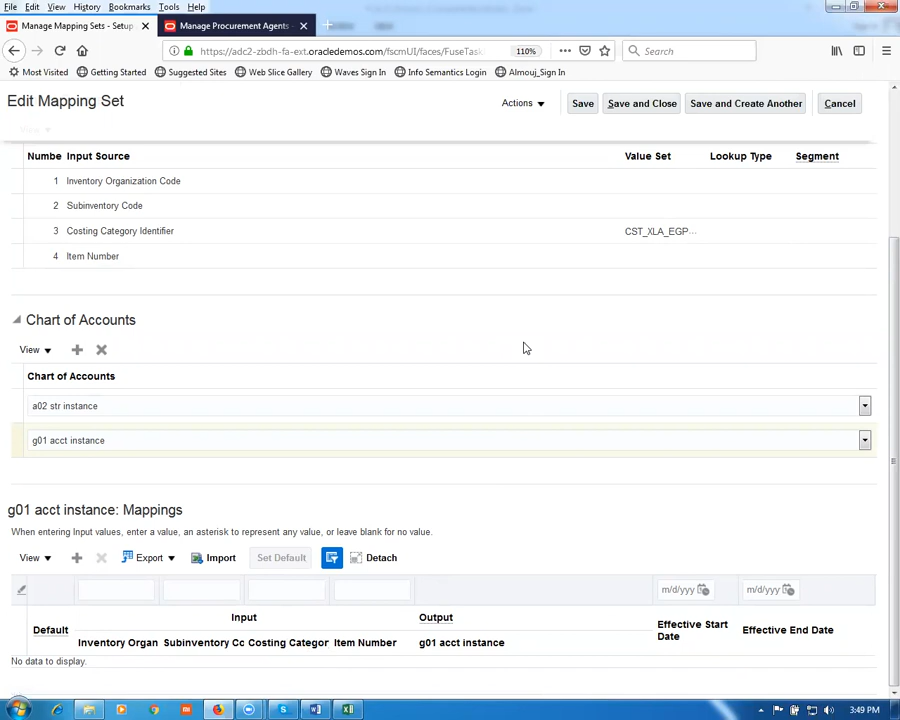 File Edit View History Bookmarks Tools Help
Manage Mapping Sets - Setup
Manage Procurement Agents
https://adc2-zbdh-fa-ext.oracledemos.com/fscmUI/faces/FuseTask
110%
Search
Most Visited Getting Started Suggested Sites Web Slice Gallery Waves Sign In Info Semantics Login Almouj_Sign In
Edit Mapping Set
Actions Save Save and Close Save and Create Another Cancel
View
Numbe Input Source Value Set Lookup Type Segment
1 Inventory Organization Code
2 Subinventory Code
3 Costing Category Identifier CST_XLA_EGP...
4 Item Number
Chart of Accounts
View
Chart of Accounts
a02 str instance
g01 acct instance
g01 acct instance: Mappings
When entering Input values, enter a value, an asterisk to represent any value, or leave blank for no value.
View Export Import Set Default Detach
m/d/yyy m/d/yyy
Default
Input
Inventory Organ Subinventory Cc Costing Categor Item Number
Output
g01 acct instance
Effective Start
Date
Effective End Date
No data to display.
3:49 PM